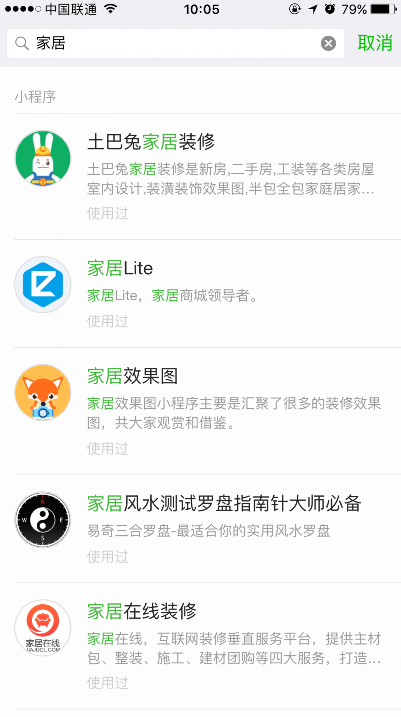 中国联通 10:05 79%
家居 取消
小程序
土巴兔家居装修
土巴兔家居装修是新房,二手房,工装等各类房屋
室内设计,装潢装饰效果图,半包全包家庭居家...
使用过
家居Lite
家居Lite，家居商城领导者。
使用过
家居效果图
家居效果图小程序主要是汇聚了很多的装修效果
图，共大家观赏和借鉴。
使用过
N
W E
S
家居风水测试罗盘指南针大师必备
易奇三合罗盘-最适合你的实用风水罗盘
使用过
家居在线
JIAJUOL.COM
家居在线装修
家居在线，互联网装修垂直服务平台，提供主材
包、整装、施工、建材团购等四大服务，打造...
使用过